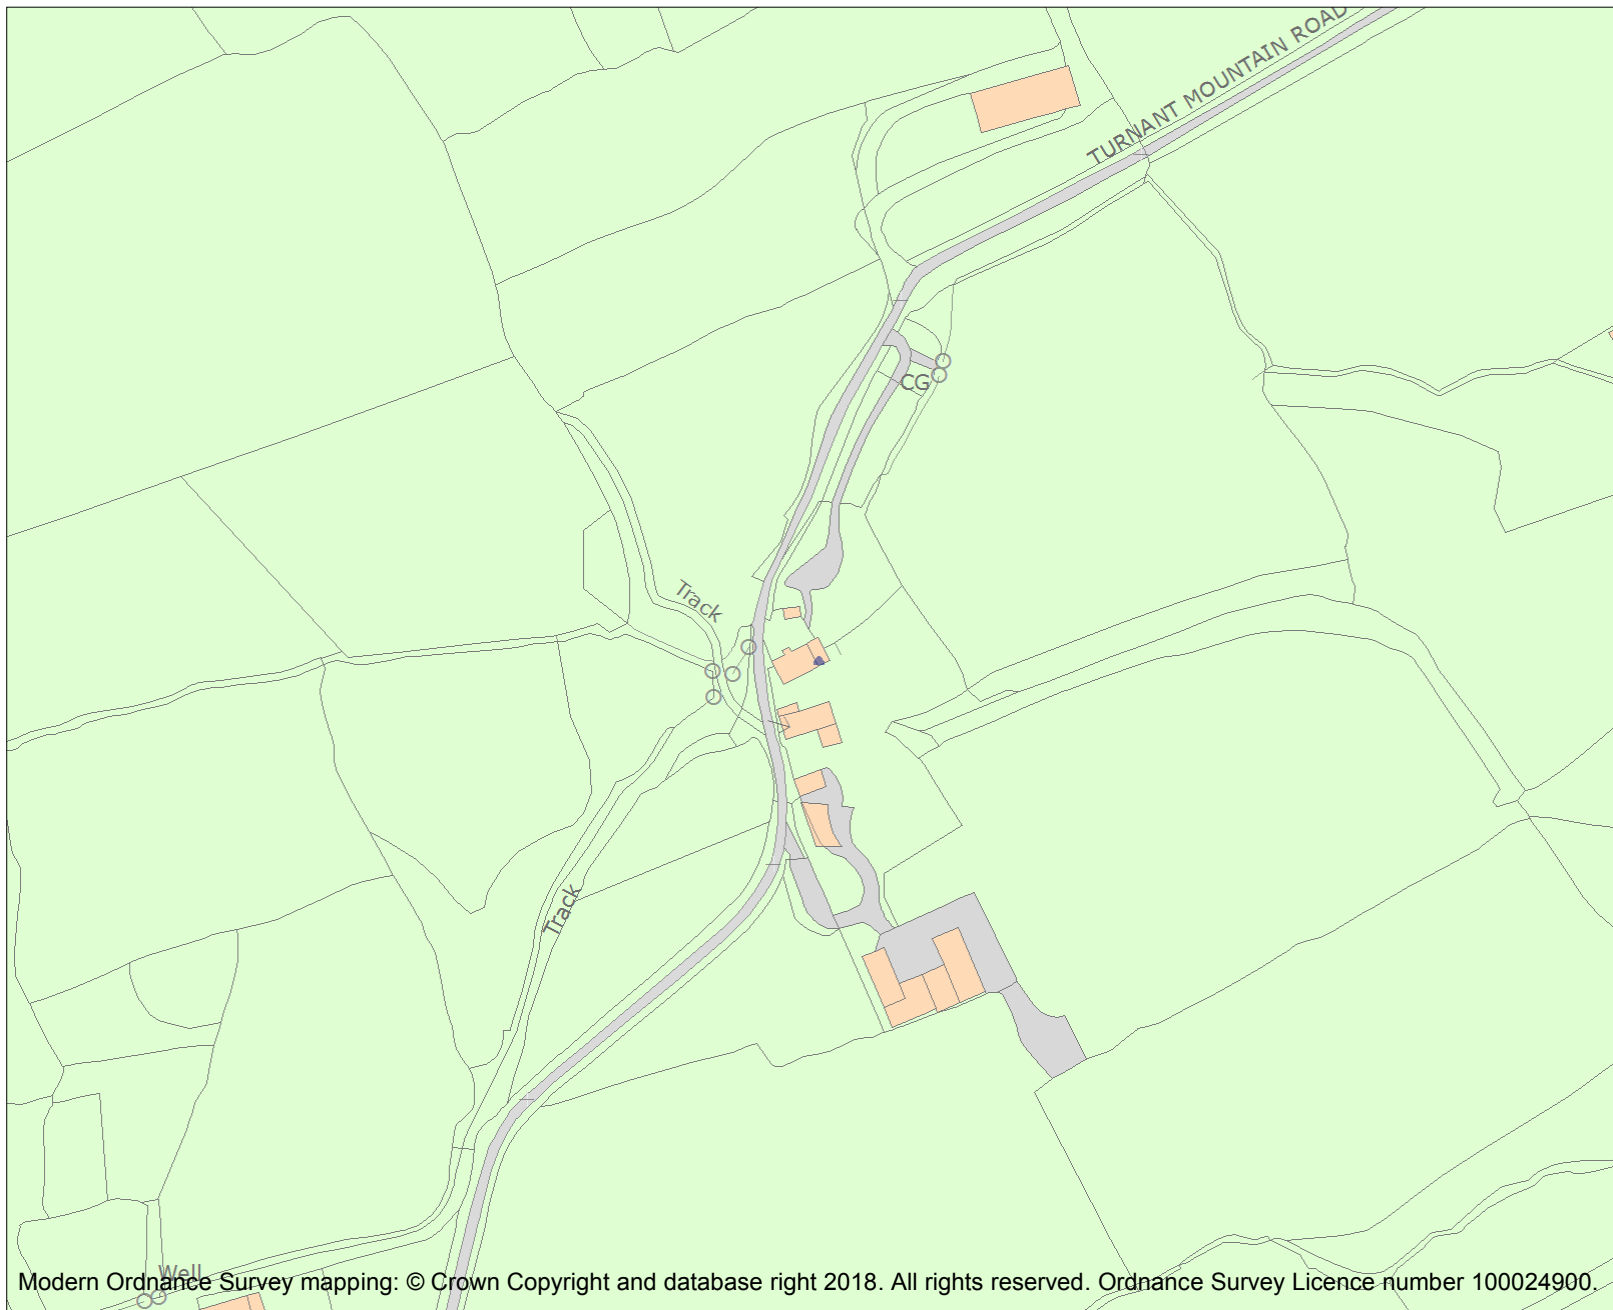 TURNANT MOUNTAIN ROAD
CG
Track
Track
Well
Modern Ordnance Survey mapping: © Crown Copyright and database right 2018. All rights reserved. Ordnance Survey Licence number 100024900.